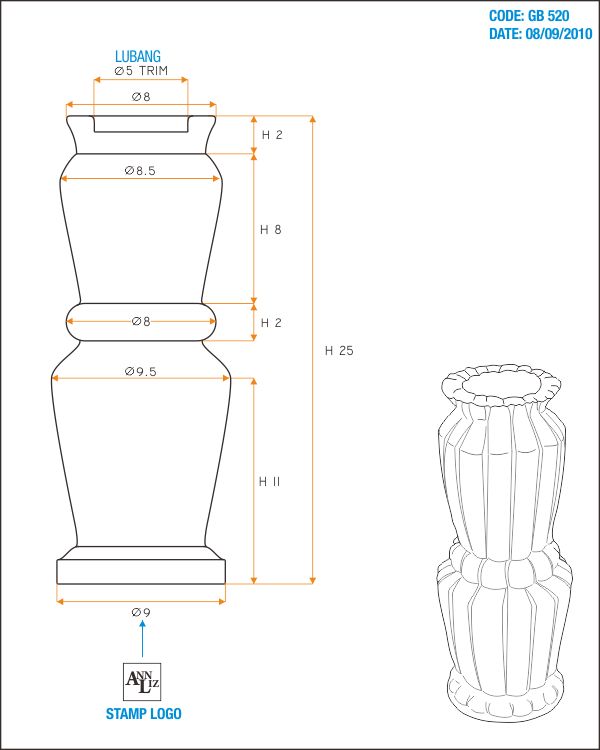 CODE: GB 520
DATE: 08/09/2010
LUBANG
Ø5 TRIM
Ø8
H 2
Ø8.5
H 8
Ø8
H 2
H 25
Ø9.5
H 11
Ø9
ANN
LIZ
STAMP LOGO